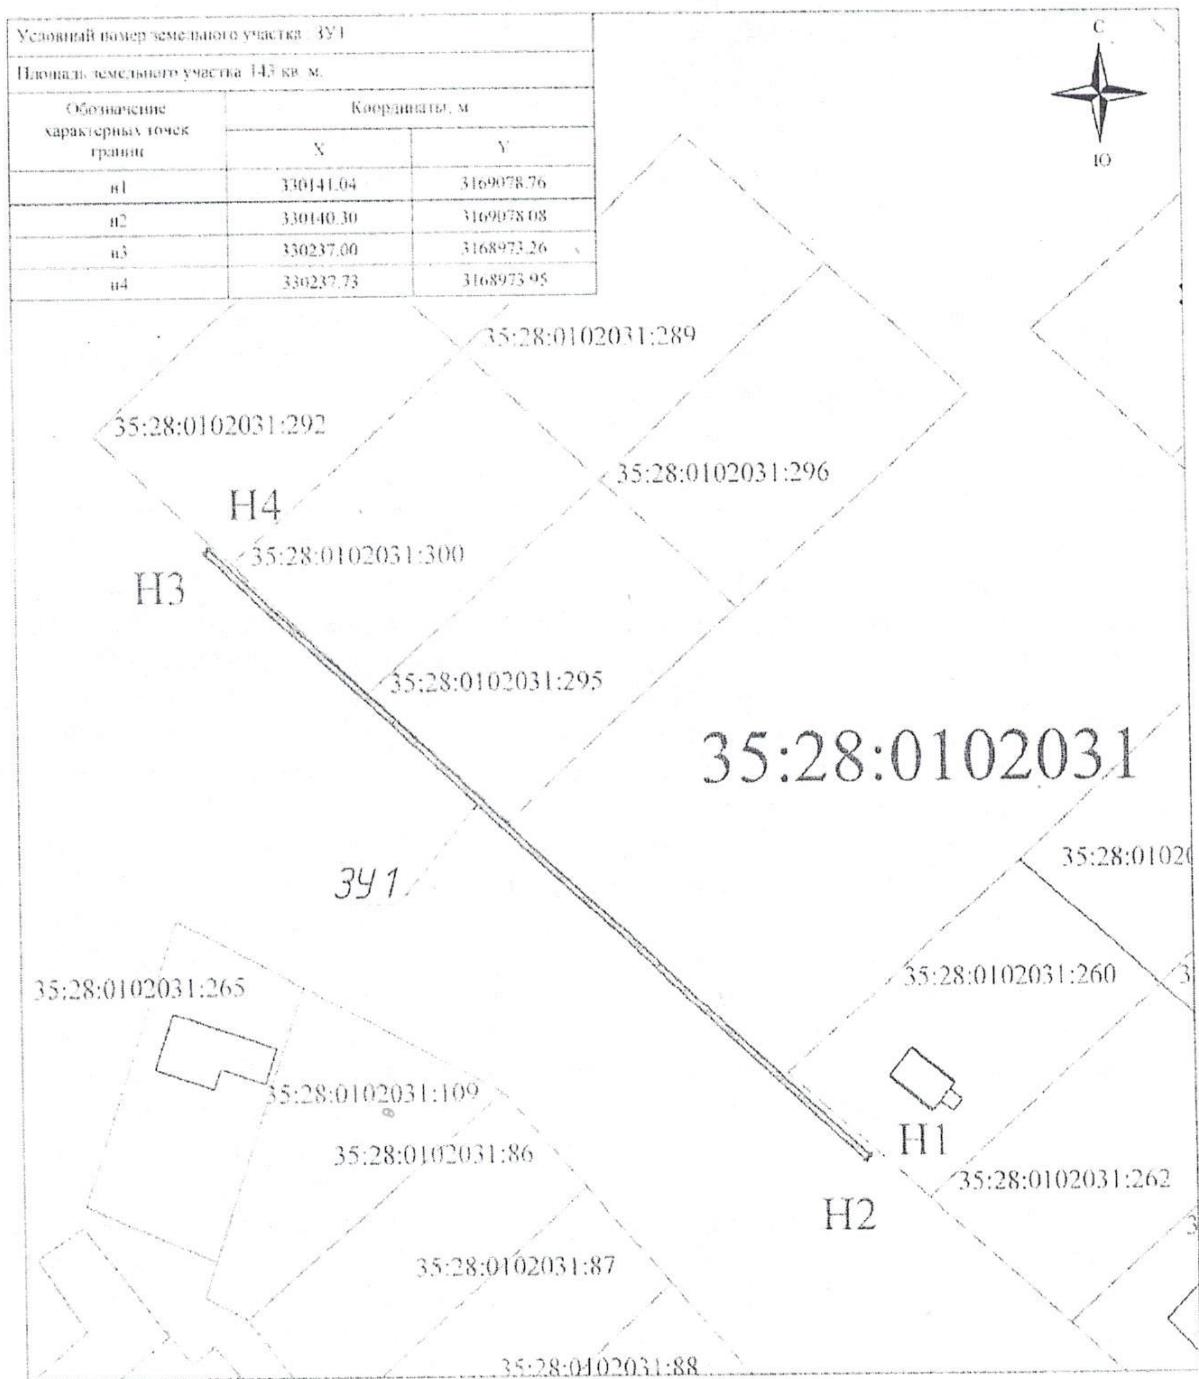 Условный номер земельного участка :ЗУ1
Площадь земельного участка 143 кв. м.
Обозначение характерных точек границ
Координаты, м
X Y
н1 330141.04 3169078.76
н2 330140.30 3169078.08
н3 330237.00 3168973.26
н4 330237.73 3168973.95
С
Ю
35:28:0102031:289
35:28:0102031:292
35:28:0102031:296
Н4
35:28:0102031:300
Н3
35:28:0102031:295
35:28:0102031
35:28:0102
ЗУ1
35:28:0102031:260
35:28:0102031:265
35:28:0102031:109
Н1
35:28:0102031:86
35:28:0102031:262
Н2
35:28:0102031:87
35:28:0102031:88